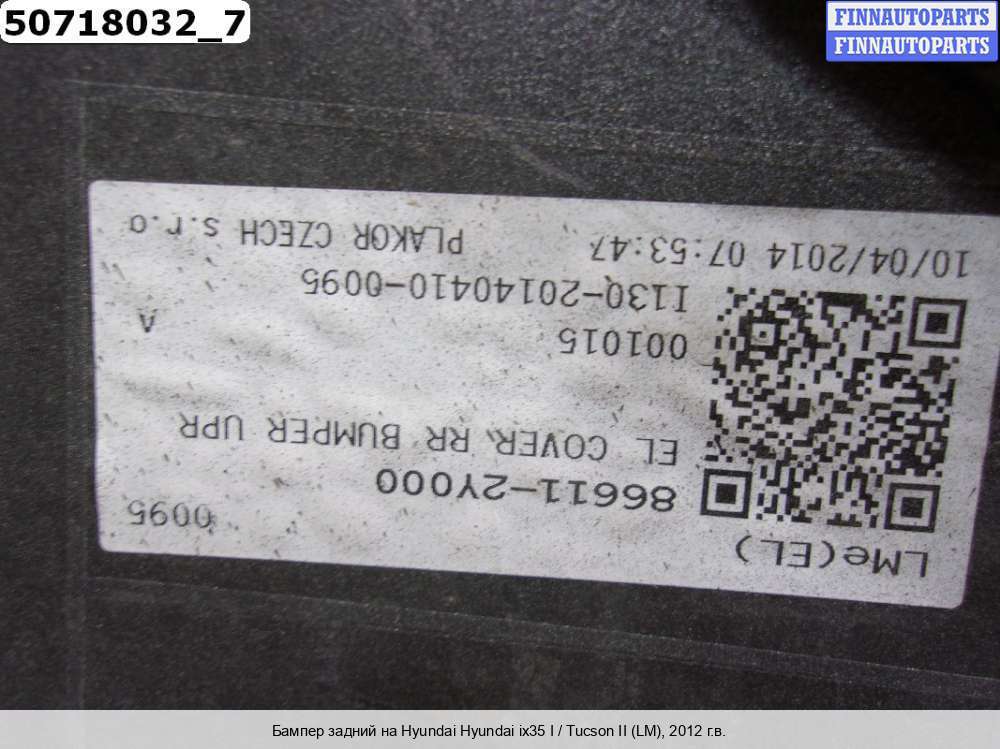 50718032_7
FINNAUTOPARTS
FINNAUTOPARTS
LMe(EL)
0095
86611-2Y000
EL COVER, RR BUMPER UPR
001015
A
I13Q-20140410-0095
10/04/2014 07:53:47 PLAKOR CZECH s.r.o
Бампер задний на Hyundai Hyundai ix35 I / Tucson II (LM), 2012 г.в.